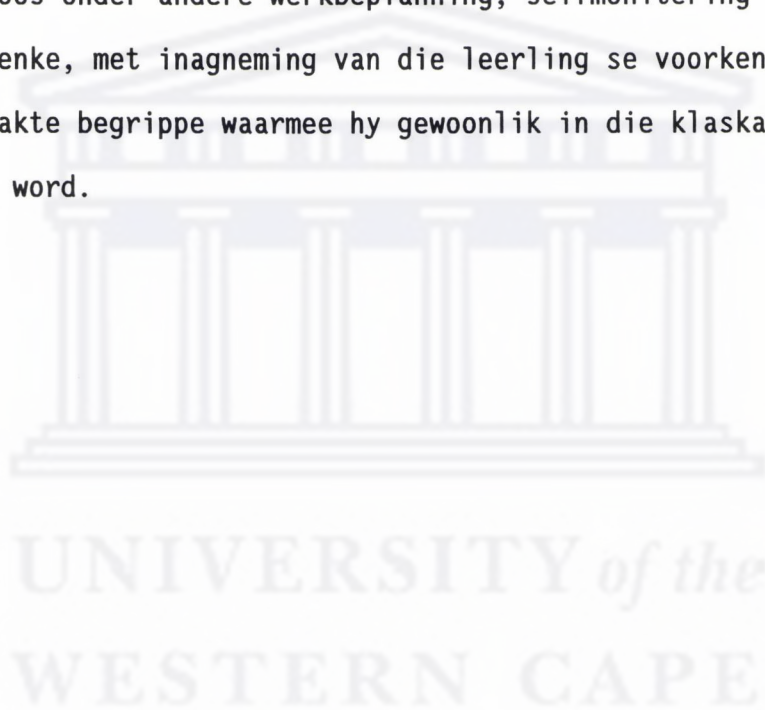 onder andere werkbeplanning, selfmonitering
enke, met inagneming van die leerling se voorken
akte begrippe waarmee hy gewoonlik in die klaska
word.
UNIVERSITY of the
WESTERN CAPE